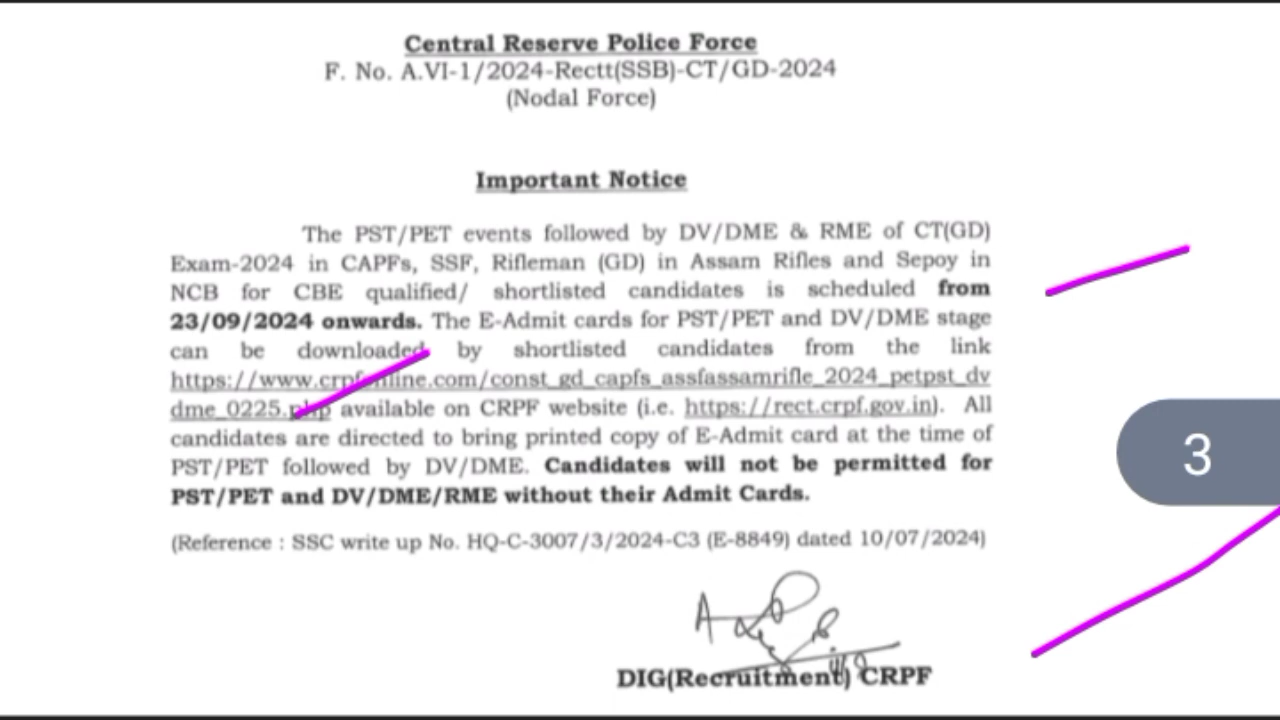 Central Reserve Police Force
F. No. A.VI-1/2024-Rectt(SSB)-CT/GD-2024
(Nodal Force)
Important Notice
The PST/PET events followed by DV/DME & RME of CT(GD)
Exam-2024 in CAPFs, SSF, Rifleman (GD) in Assam Rifles and Sepoy in
NCB for CBE qualified/ shortlisted candidates is scheduled from
23/09/2024 onwards. The E-Admit cards for PST/PET and DV/DME stage
can be downloaded by shortlisted candidates from the link
https://www.crpfonline.com/const_gd_capfs_assfassamrifle_2024_petpst_dv
dme_0225.php available on CRPF website (i.e. https://rect.crpf.gov.in). All
candidates are directed to bring printed copy of E-Admit card at the time of
PST/PET followed by DV/DME. Candidates will not be permitted for
PST/PET and DV/DME/RME without their Admit Cards.
3
(Reference : SSC write up No. HQ-C-3007/3/2024-C3 (E-8849) dated 10/07/2024)
DIG(Recruitment) CRPF